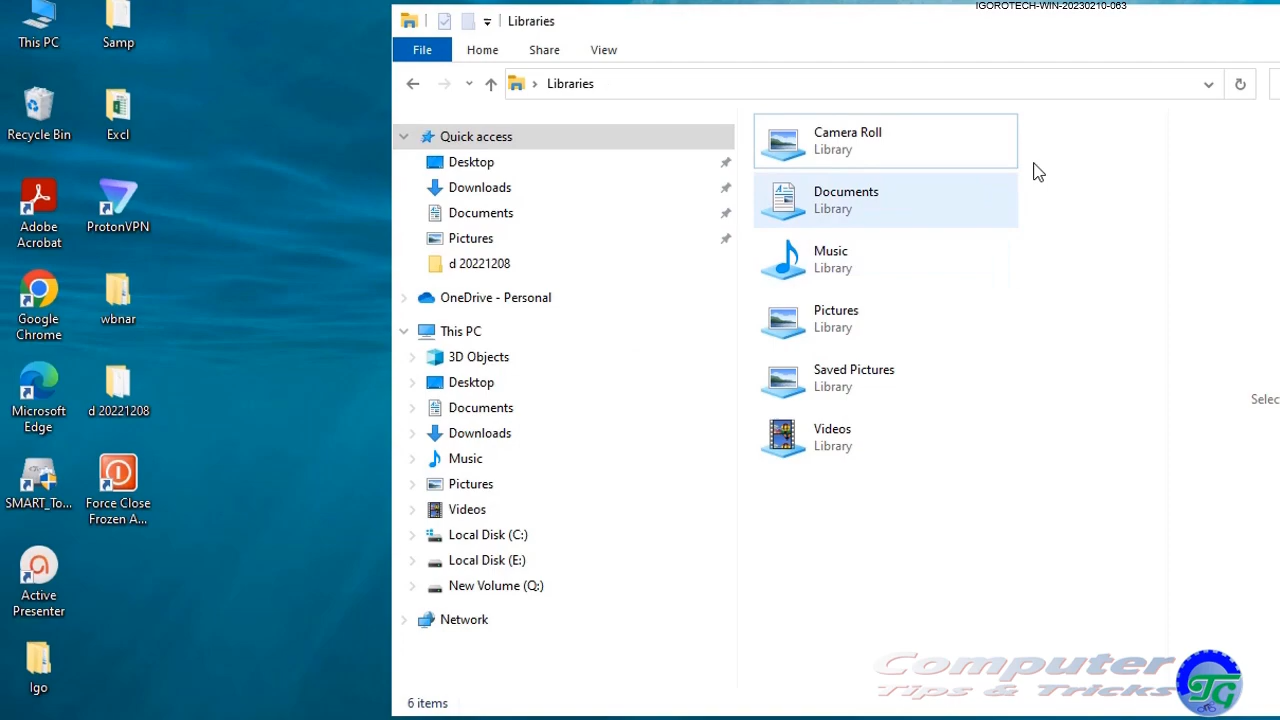 IGOROTECH-WIN-20230210-063
This PC
Samp
Recycle Bin
Excl
Adobe
Acrobat
ProtonVPN
Google
Chrome
wbnar
Microsoft
Edge
d 20221208
SMART_To...
Force Close
Frozen A...
Active
Presenter
Igo
Libraries
File
Home
Share
View
Libraries
Quick access
Desktop
Downloads
Documents
Pictures
d 20221208
OneDrive - Personal
This PC
3D Objects
Desktop
Documents
Downloads
Music
Pictures
Videos
Local Disk (C:)
Local Disk (E:)
New Volume (Q:)
Network
Camera Roll
Library
Documents
Library
Music
Library
Pictures
Library
Saved Pictures
Library
Videos
Library
Selec
6 items
Computer
Tips & Tricks
TG